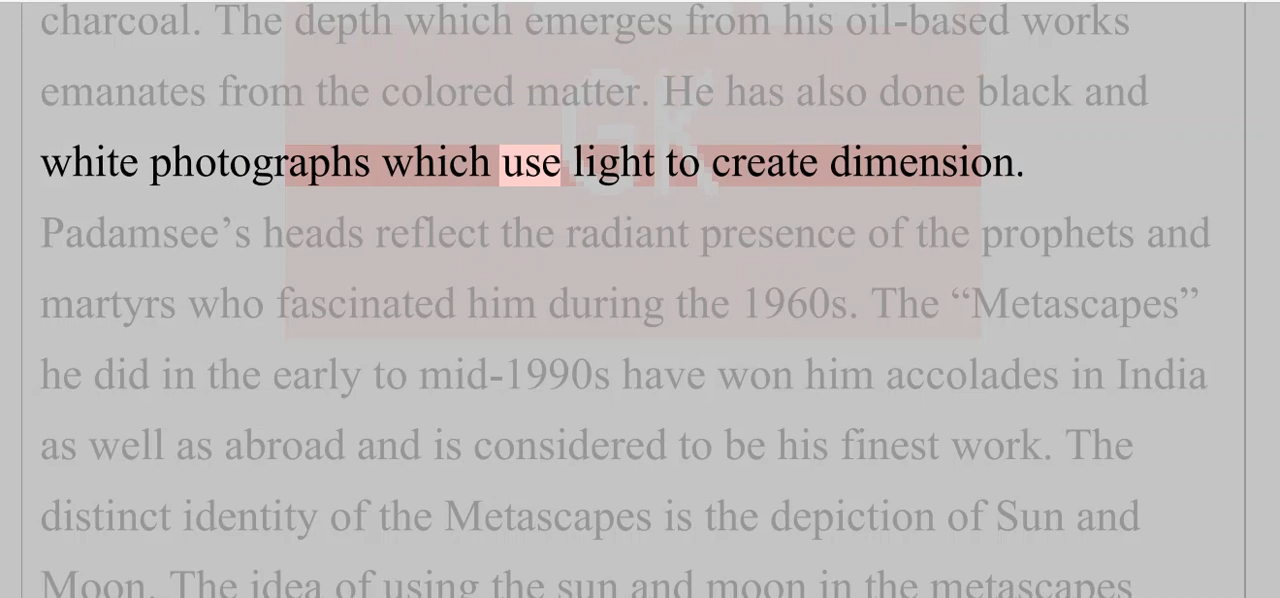 charcoal. The depth which emerges from his oil-based works
emanates from the colored matter. He has also done black and
white photographs which use light to create dimension.
Padamsee’s heads reflect the radiant presence of the prophets and
martyrs who fascinated him during the 1960s. The “Metascapes”
he did in the early to mid-1990s have won him accolades in India
as well as abroad and is considered to be his finest work. The
distinct identity of the Metascapes is the depiction of Sun and
Moon. The idea of using the sun and moon in the metascapes
GK